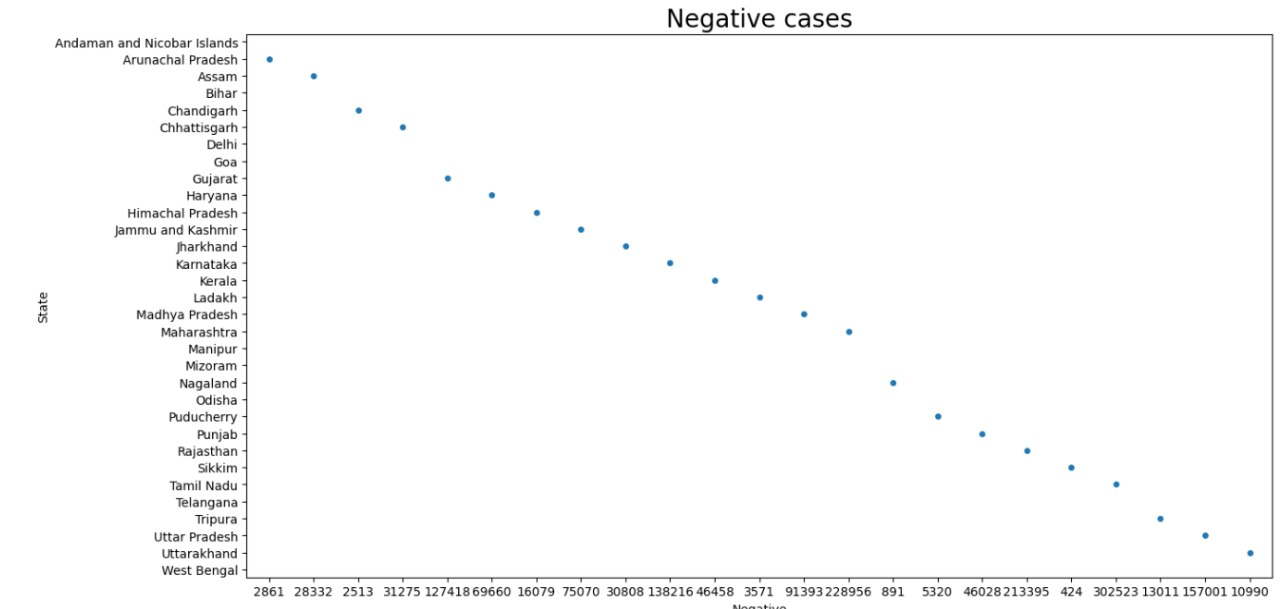 Negative cases
Andaman and Nicobar Islands
Arunachal Pradesh
Assam
Bihar
Chandigarh
Chhattisgarh
Delhi
Goa
Gujarat
Haryana
Himachal Pradesh
Jammu and Kashmir
Jharkhand
Karnataka
Kerala
Ladakh
Madhya Pradesh
Maharashtra
Manipur
Mizoram
Nagaland
Odisha
Puducherry
Punjab
Rajasthan
Sikkim
Tamil Nadu
Telangana
Tripura
Uttar Pradesh
Uttarakhand
West Bengal
State
2861 28332 2513 31275 127418 69660 16079 75070 30808 138216 46458 3571 91393 228956 891 5320 46028 213395 424 302523 13011 157001 10990
Negative